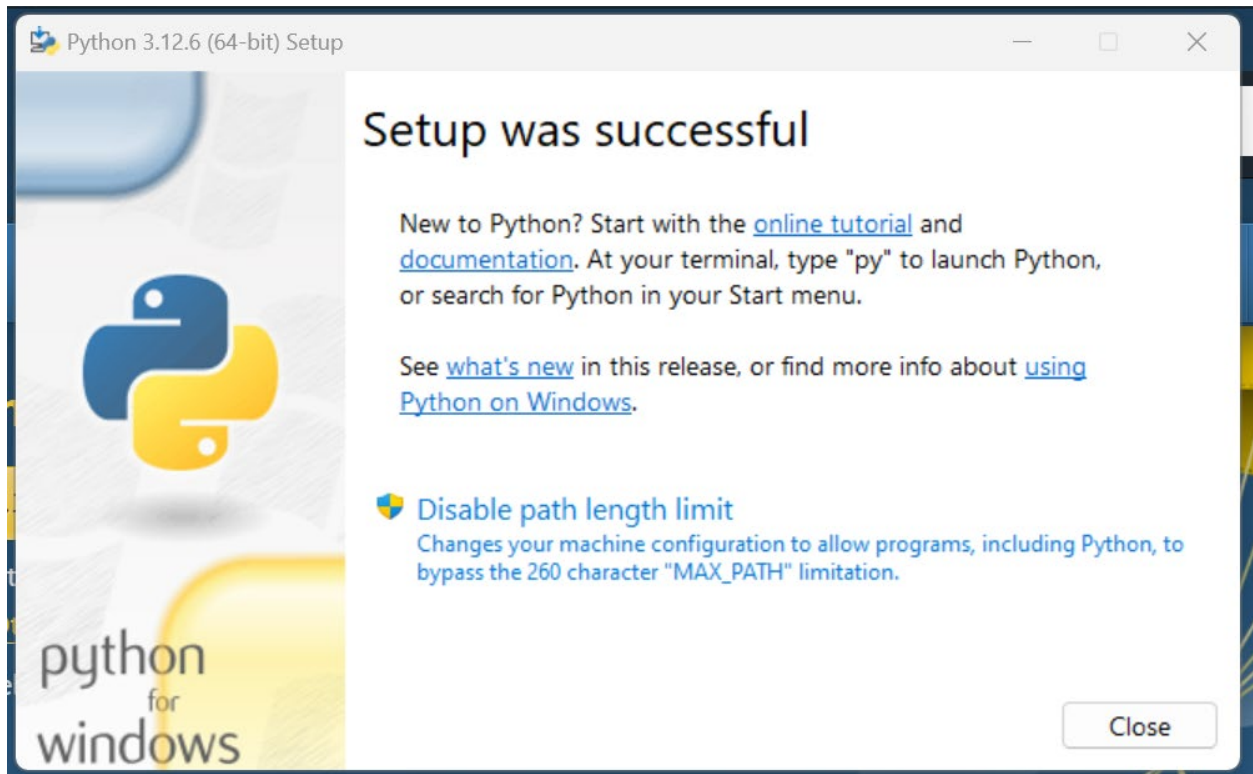 Python 3.12.6 (64-bit) Setup
Setup was successful
New to Python? Start with the online tutorial and
documentation. At your terminal, type "py" to launch Python,
or search for Python in your Start menu.
See what's new in this release, or find more info about using
Python on Windows.
Disable path length limit
Changes your machine configuration to allow programs, including Python, to
bypass the 260 character "MAX_PATH" limitation.
python
for
windows
Close